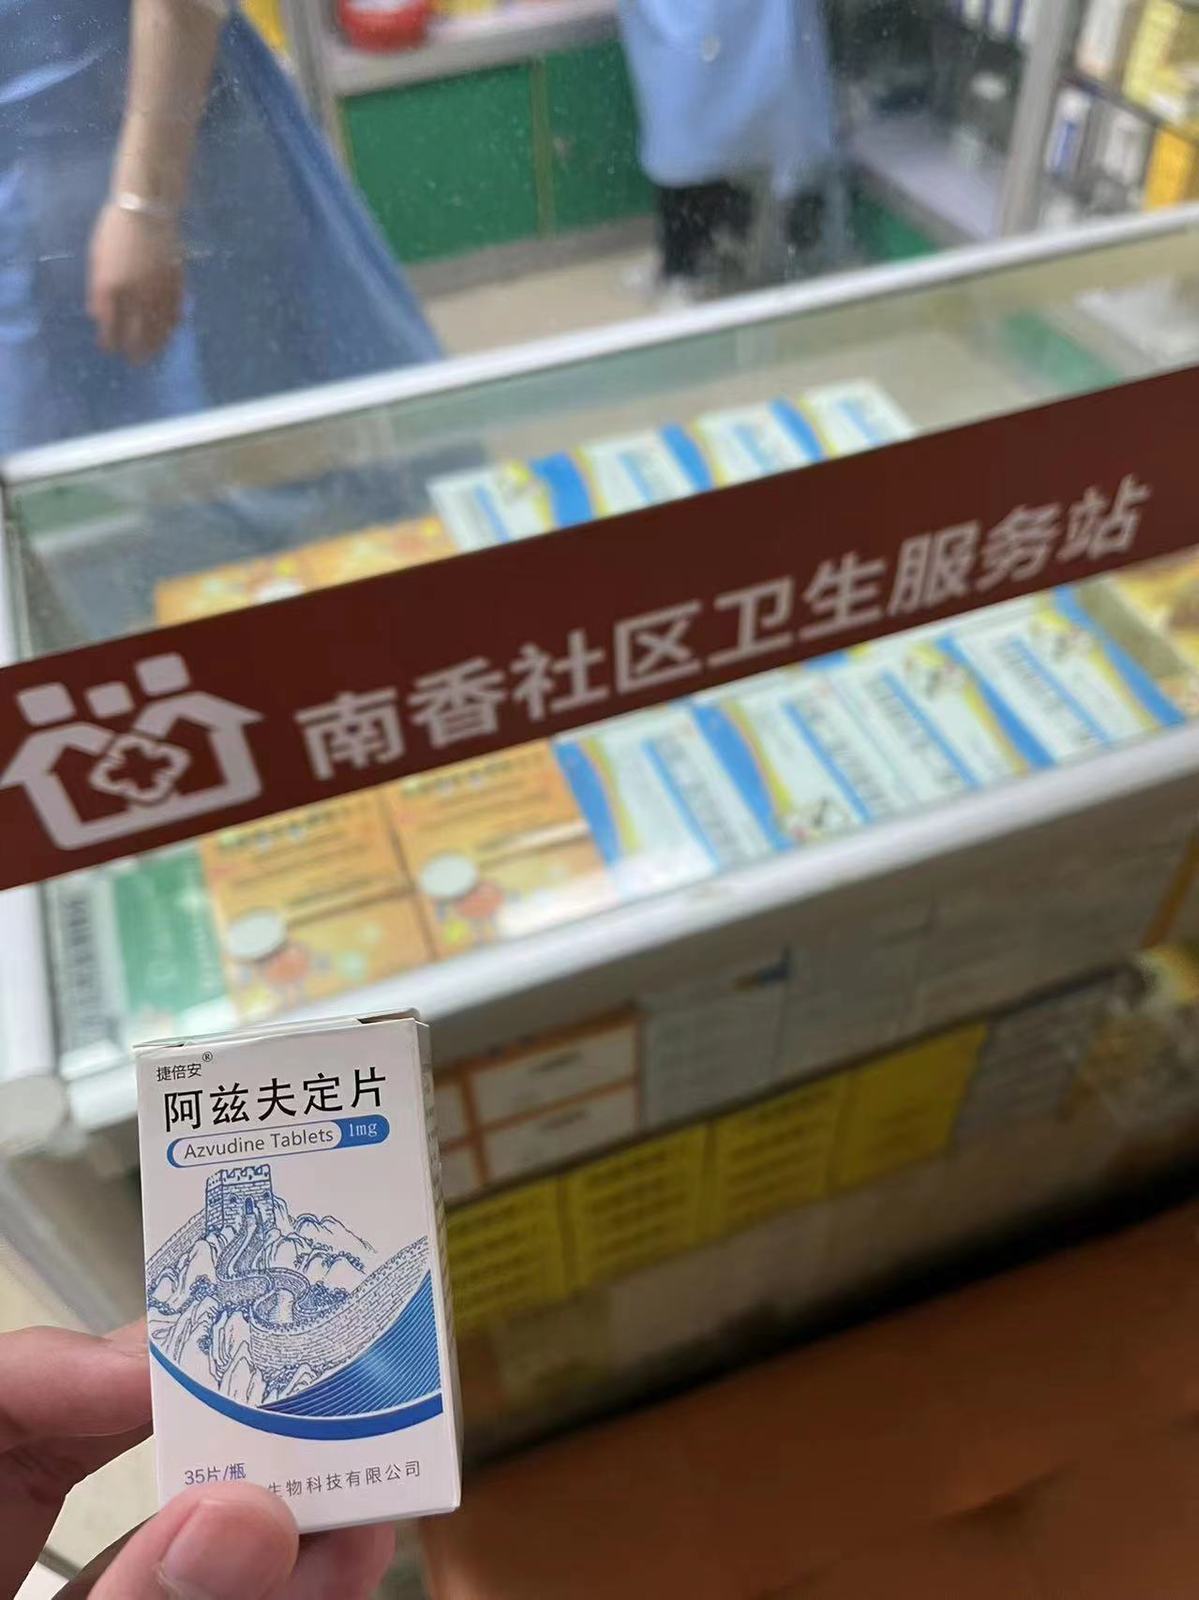 南香社区卫生服务站
捷倍安®
阿兹夫定片
Azvudine Tablets 1mg
35片/瓶
生物科技有限公司